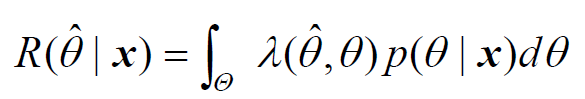 R(θ̂ | x) = ∫_Θ λ(θ̂, θ) p(θ | x) dθ